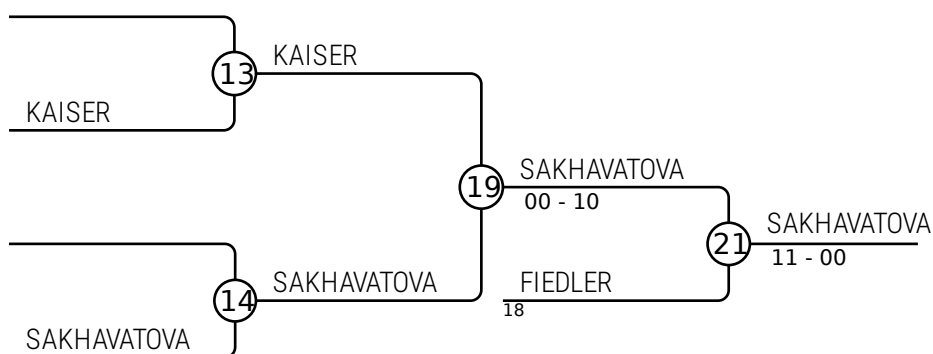 KAISER
13
KAISER
SAKHAVATOVA
19
00 - 10
SAKHAVATOVA
21
11 - 00
SAKHAVATOVA
14
FIEDLER
18
SAKHAVATOVA